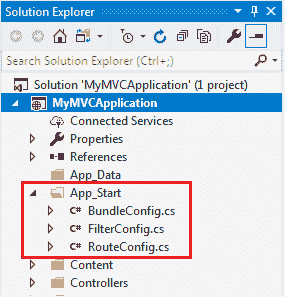 Solution Explorer
Search Solution Explorer (Ctrl+;)
Solution 'MyMVCApplication' (1 project)
MyMVCApplication
Connected Services
Properties
References
App_Data
App_Start
C# BundleConfig.cs
C# FilterConfig.cs
C# RouteConfig.cs
Content
Controllers